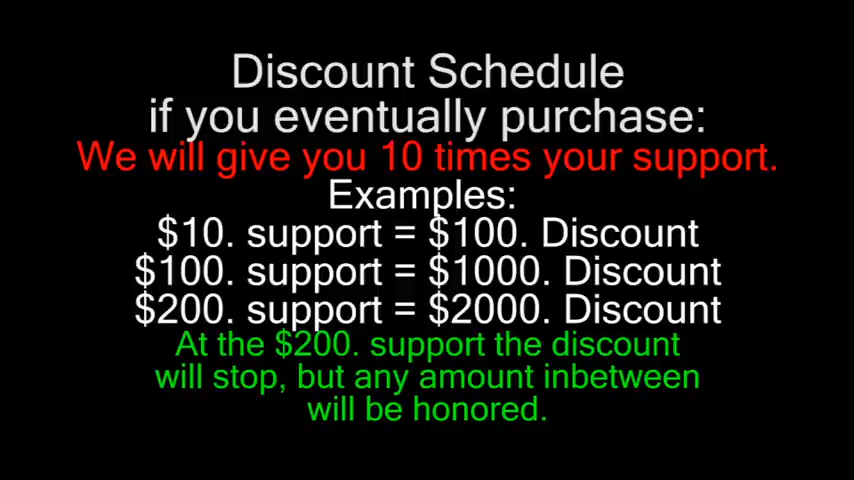 Discount Schedule
if you eventually purchase:
We will give you 10 times your support.
Examples:
$10. support = $100. Discount
$100. support = $1000. Discount
$200. support = $2000. Discount
At the $200. support the discount
will stop, but any amount inbetween
will be honored.